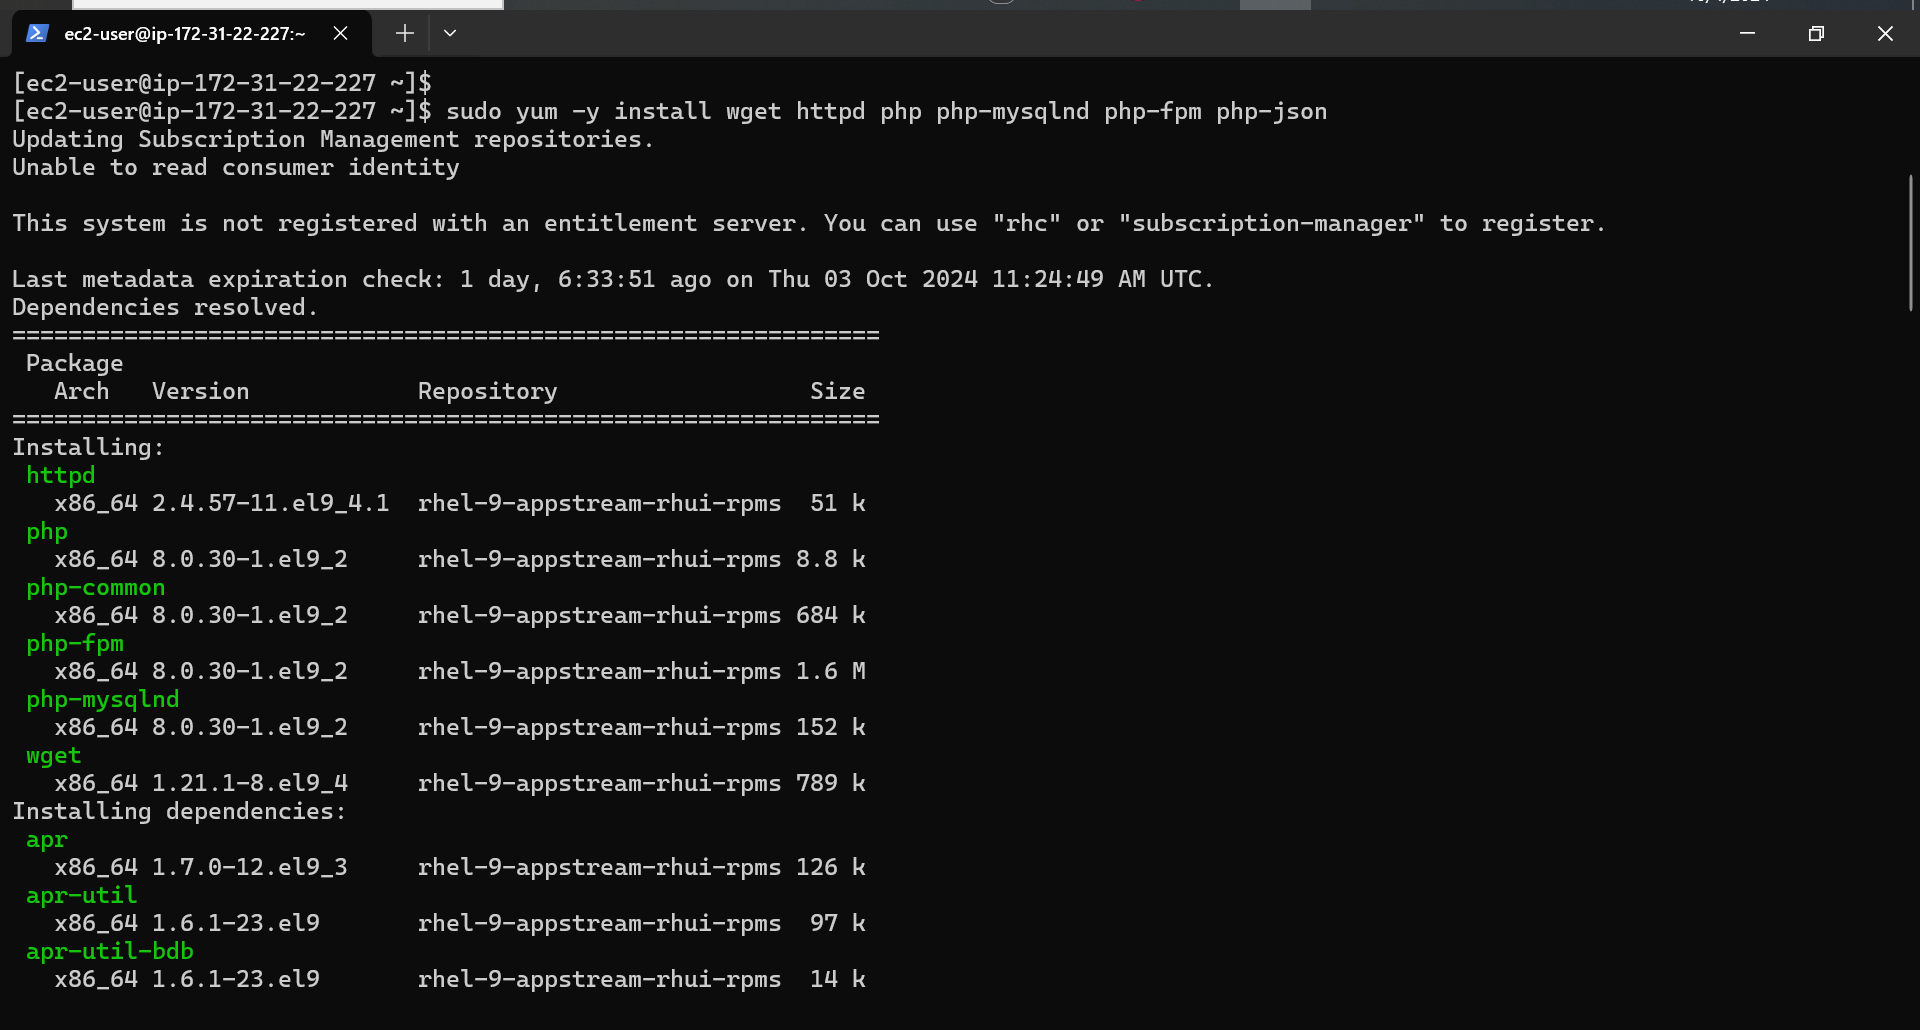 ec2-user@ip-172-31-22-227:~
[ec2-user@ip-172-31-22-227 ~]$
[ec2-user@ip-172-31-22-227 ~]$ sudo yum -y install wget httpd php php-mysqlnd php-fpm php-json
Updating Subscription Management repositories.
Unable to read consumer identity
This system is not registered with an entitlement server. You can use "rhc" or "subscription-manager" to register.
Last metadata expiration check: 1 day, 6:33:51 ago on Thu 03 Oct 2024 11:24:49 AM UTC.
Dependencies resolved.
==============================================================
Package
Arch Version Repository Size
==============================================================
Installing:
httpd
x86_64 2.4.57-11.el9_4.1 rhel-9-appstream-rhui-rpms 51 k
php
x86_64 8.0.30-1.el9_2 rhel-9-appstream-rhui-rpms 8.8 k
php-common
x86_64 8.0.30-1.el9_2 rhel-9-appstream-rhui-rpms 684 k
php-fpm
x86_64 8.0.30-1.el9_2 rhel-9-appstream-rhui-rpms 1.6 M
php-mysqlnd
x86_64 8.0.30-1.el9_2 rhel-9-appstream-rhui-rpms 152 k
wget
x86_64 1.21.1-8.el9_4 rhel-9-appstream-rhui-rpms 789 k
Installing dependencies:
apr
x86_64 1.7.0-12.el9_3 rhel-9-appstream-rhui-rpms 126 k
apr-util
x86_64 1.6.1-23.el9 rhel-9-appstream-rhui-rpms 97 k
apr-util-bdb
x86_64 1.6.1-23.el9 rhel-9-appstream-rhui-rpms 14 k